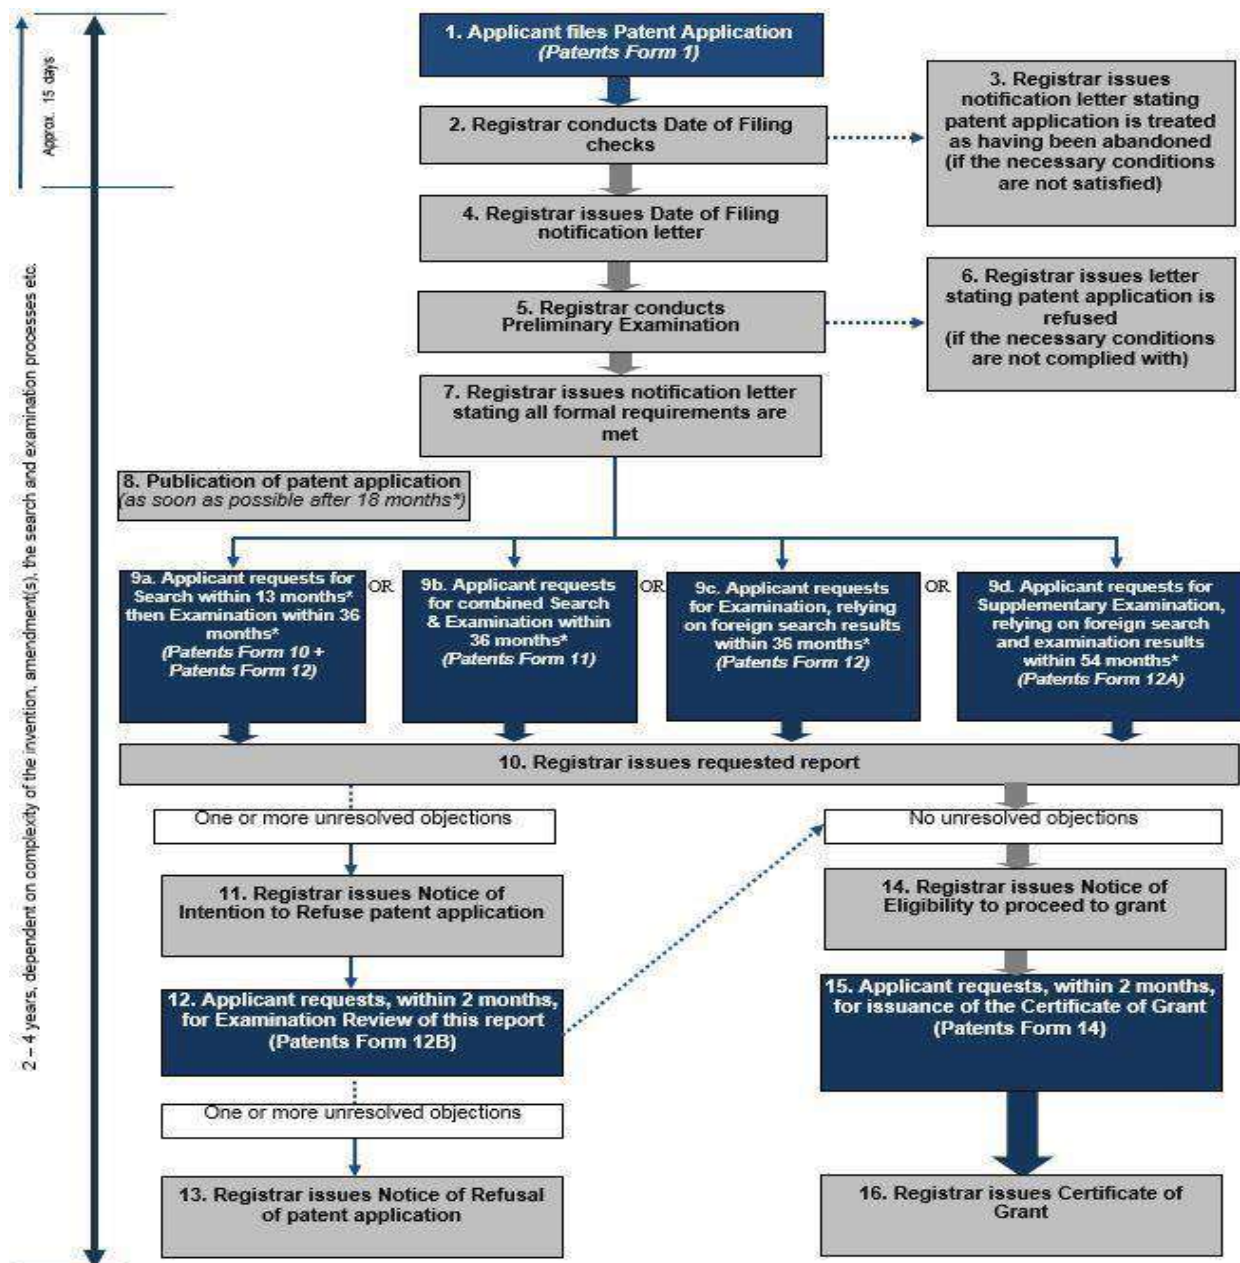 1. Applicant files Patent Application
(Patents Form 1)
Approx. 15 days
2. Registrar conducts Date of Filing
checks
3. Registrar issues
notification letter stating
patent application is treated
as having been abandoned
(if the necessary conditions
are not satisfied)
4. Registrar issues Date of Filing
notification letter
5. Registrar conducts
Preliminary Examination
6. Registrar issues letter
stating patent application is
refused
(if the necessary conditions
are not complied with)
7. Registrar issues notification letter
stating all formal requirements are
met
2 – 4 years, dependent on complexity of the invention, amendment(s), the search and examination processes etc.
8. Publication of patent application
(as soon as possible after 18 months*)
9a. Applicant requests for
Search within 13 months*
then Examination within 36
months*
(Patents Form 10 +
Patents Form 12)
OR
9b. Applicant requests
for combined Search
& Examination within
36 months*
(Patents Form 11)
OR
9c. Applicant requests
for Examination, relying
on foreign search results
within 36 months*
(Patents Form 12)
OR
9d. Applicant requests for
Supplementary Examination,
relying on foreign search
and examination results
within 54 months*
(Patents Form 12A)
10. Registrar issues requested report
One or more unresolved objections
No unresolved objections
11. Registrar issues Notice of
Intention to Refuse patent application
14. Registrar issues Notice of
Eligibility to proceed to grant
12. Applicant requests, within 2 months,
for Examination Review of this report
(Patents Form 12B)
15. Applicant requests, within 2 months,
for issuance of the Certificate of Grant
(Patents Form 14)
One or more unresolved objections
13. Registrar issues Notice of Refusal
of patent application
16. Registrar issues Certificate of
Grant